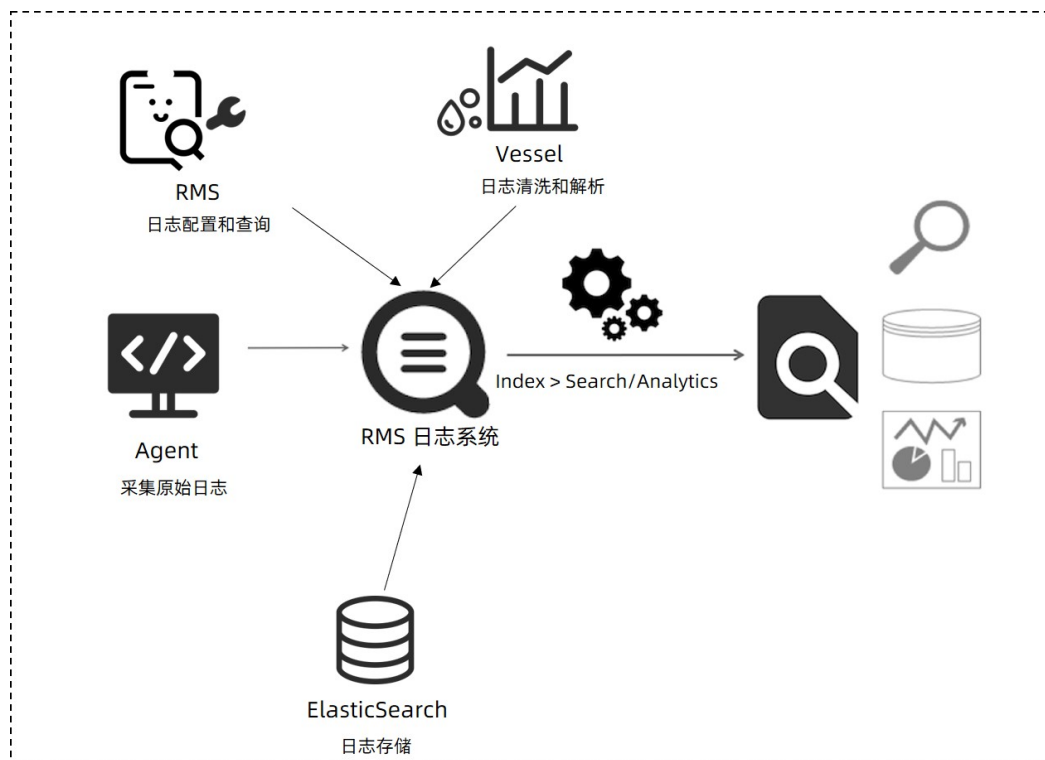 RMS
日志配置和查询
Vessel
日志清洗和解析
Index > Search/Analytics
RMS 日志系统
Agent
采集原始日志
ElasticSearch
日志存储